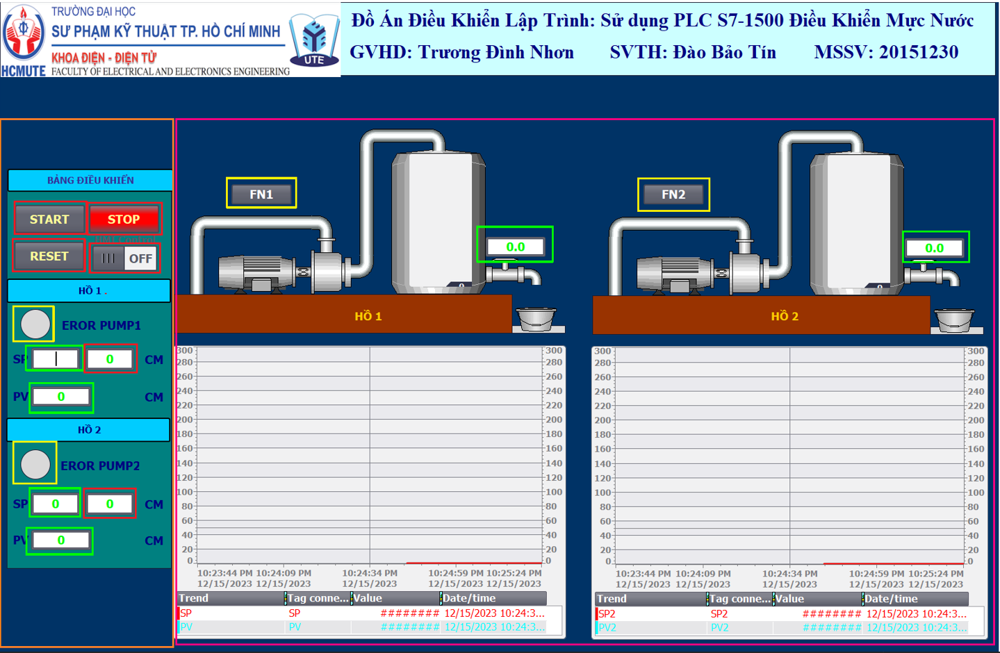 TRƯỜNG ĐẠI HỌC
SƯ PHẠM KỸ THUẬT TP. HỒ CHÍ MINH
KHOA ĐIỆN - ĐIỆN TỬ
HCMUTE FACULTY OF ELECTRICAL AND ELECTRONICS ENGINEERING
UTE
Đồ Án Điều Khiển Lập Trình: Sử dụng PLC S7-1500 Điều Khiển Mực Nước
GVHD: Trương Đình Nhơn SVTH: Đào Bảo Tín MSSV: 20151230
BẢNG ĐIỀU KHIỂN
START STOP
RESET OFF
HỒ 1 .
EROR PUMP1
SP 0 CM
PV 0 CM
HỒ 2
EROR PUMP2
SP 0 0 CM
PV 0 CM
FN1
0.0
0
HỒ 1
300 300
280 280
260 260
240 240
220 220
200 200
180 180
160 160
140 140
120 120
100 100
80 80
60 60
40 40
20 20
0 0
10:23:44 PM 10:24:09 PM 10:24:34 PM 10:24:59 PM 10:25:24 PM
12/15/2023 12/15/2023 12/15/2023 12/15/2023 12/15/2023
Trend Tag conne... Value Date/time
SP SP ######## 12/15/2023 10:24:3...
PV PV ######## 12/15/2023 10:24:3...
FN2
0.0
0
HỒ 2
300 300
280 280
260 260
240 240
220 220
200 200
180 180
160 160
140 140
120 120
100 100
80 80
60 60
40 40
20 20
0 0
10:23:44 PM 10:24:09 PM 10:24:34 PM 10:24:59 PM 10:25:24 PM
12/15/2023 12/15/2023 12/15/2023 12/15/2023 12/15/2023
Trend Tag conne... Value Date/time
SP2 SP2 ######## 12/15/2023 10:24:3...
PV2 PV2 ######## 12/15/2023 10:24:3...